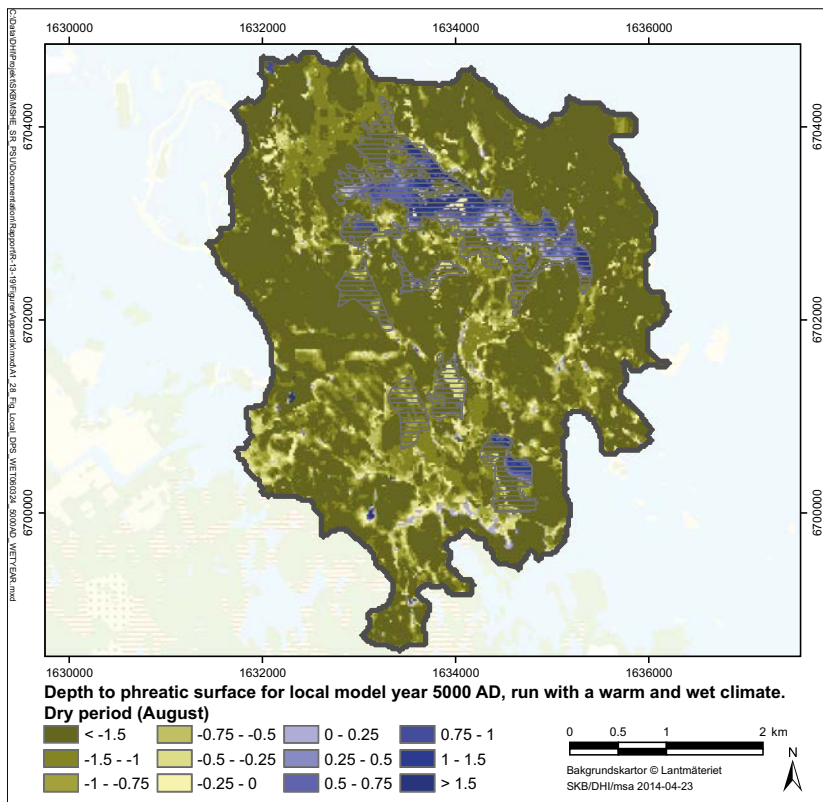 1630000 1632000 1634000 1636000
6704000
6702000
6700000
6704000
6702000
6700000
1630000 1632000 1634000 1636000
Depth to phreatic surface for local model year 5000 AD, run with a warm and wet climate.
Dry period (August)
< -1.5 -0.75 - -0.5 0 - 0.25 0.75 - 1
-1.5 - -1 -0.5 - -0.25 0.25 - 0.5 1 - 1.5
-1 - -0.75 -0.25 - 0 0.5 - 0.75 > 1.5
0 0.5 1 2 km
Bakgrundskartor © Lantmäteriet
SKB/DHI/msa 2014-04-23
N